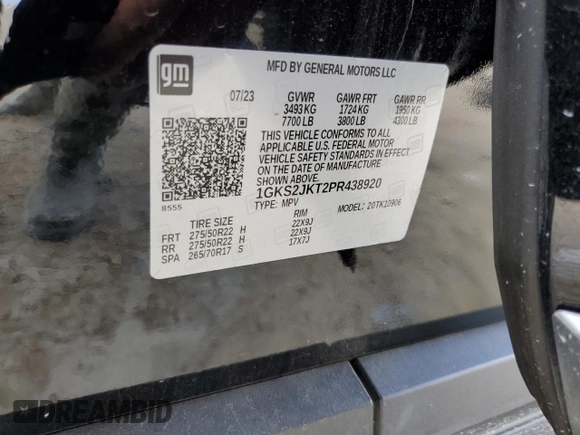 gm
MFD BY GENERAL MOTORS LLC
07/23 GVWR GAWR FRT GAWR RR
3493 KG 1724 KG 1950 KG
7700 LB 3800 LB 4300 LB
THIS VEHICLE CONFORMS TO ALL
APPLICABLE U.S. FEDERAL MOTOR
VEHICLE SAFETY STANDARDS IN EFFECT
ON THE DATE OF MANUFACTURE
SHOWN ABOVE.
1GKS2JKT2PR438920
TYPE: MPV MODEL: 20TK10906
8555
TIRE SIZE RIM
FRT 275/50R22 H 22X9J
RR 275/50R22 H 22X9J
SPA 265/70R17 S 17X7J
DREAMBID